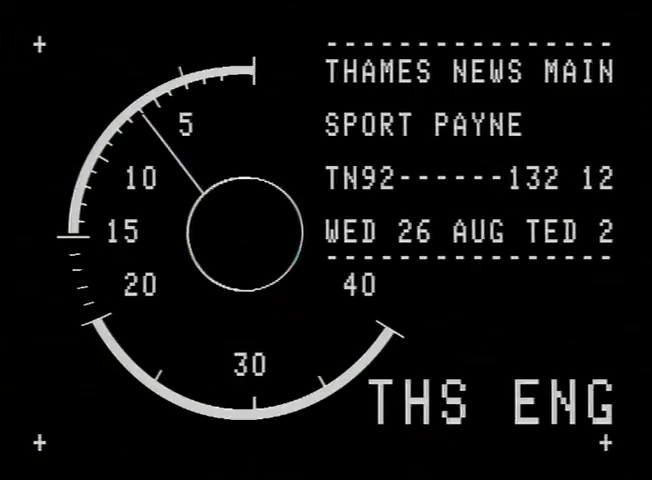 THAMES NEWS MAIN
SPORT PAYNE
TN92------132 12
WED 26 AUG TED 2
5
10
15
20
30
40
THS ENG